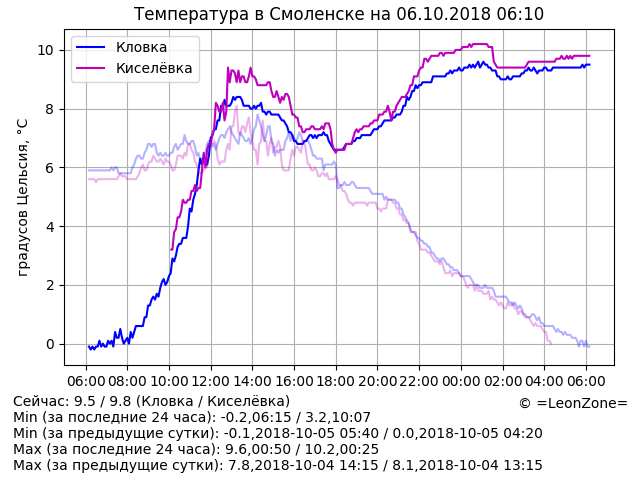 Температура в Смоленске на 06.10.2018 06:10
Кловка
Киселёвка
градусов Цельсия, °C
10
8
6
4
2
0
06:00 08:00 10:00 12:00 14:00 16:00 18:00 20:00 22:00 00:00 02:00 04:00 06:00
Сейчас: 9.5 / 9.8 (Кловка / Киселёвка)
© =LeonZone=
Min (за последние 24 часа): -0.2,06:15 / 3.2,10:07
Min (за предыдущие сутки): -0.1,2018-10-05 05:40 / 0.0,2018-10-05 04:20
Max (за последние 24 часа): 9.6,00:50 / 10.2,00:25
Max (за предыдущие сутки): 7.8,2018-10-04 14:15 / 8.1,2018-10-04 13:15